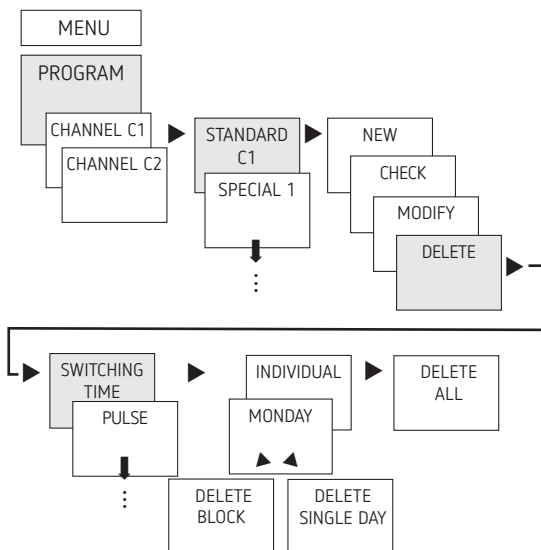 MENU
PROGRAM
CHANNEL C1
CHANNEL C2
STANDARD
C1
SPECIAL 1
NEW
CHECK
MODIFY
DELETE
SWITCHING
TIME
PULSE
INDIVIDUAL
MONDAY
DELETE
ALL
DELETE
BLOCK
DELETE
SINGLE DAY